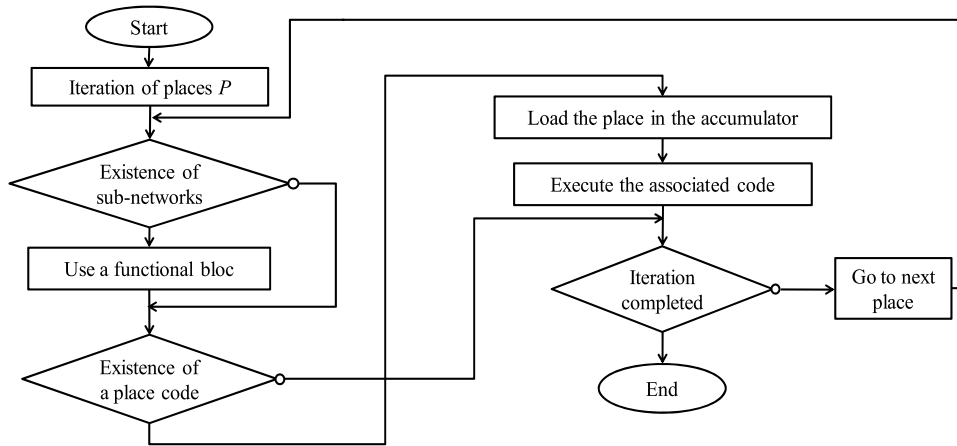 Start
Iteration of places P
Existence of
sub-networks
Use a functional bloc
Existence of
a place code
Load the place in the accumulator
Execute the associated code
Iteration
completed
Go to next
place
End